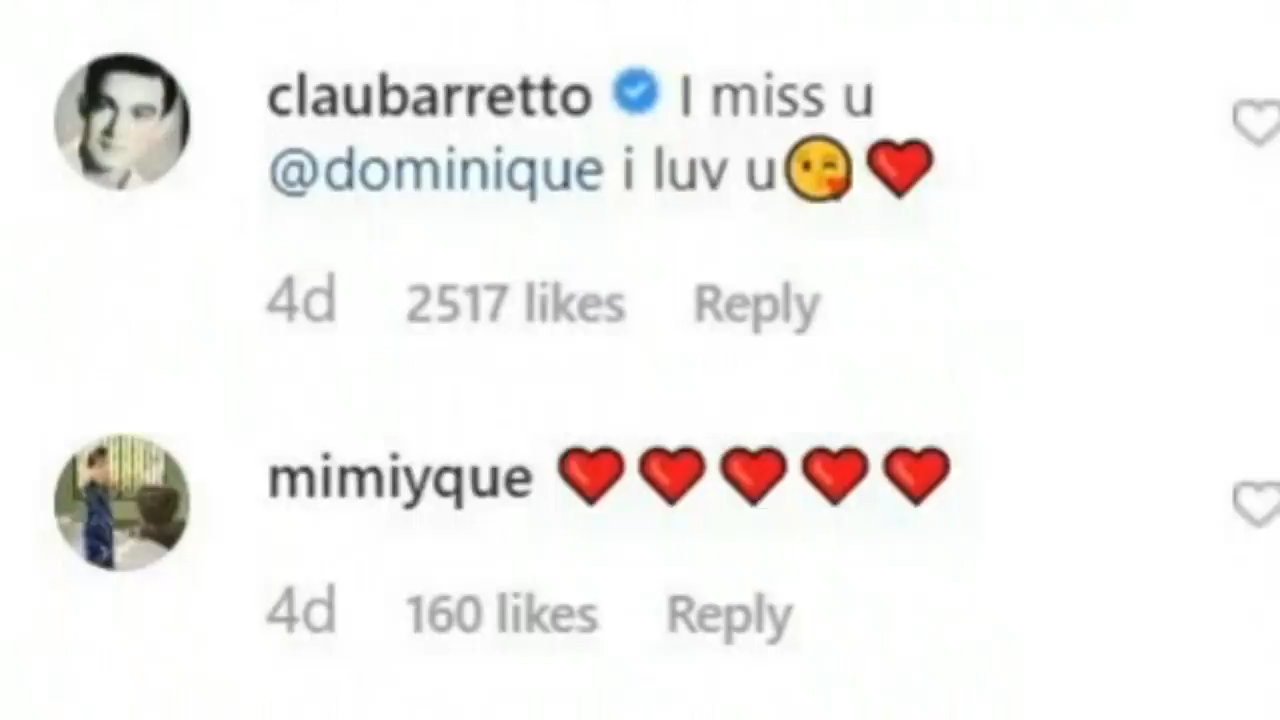 claubarretto I miss u
@dominique i luv u😘❤️
4d 2517 likes Reply
mimiyque ❤️❤️❤️❤️❤️
4d 160 likes Reply